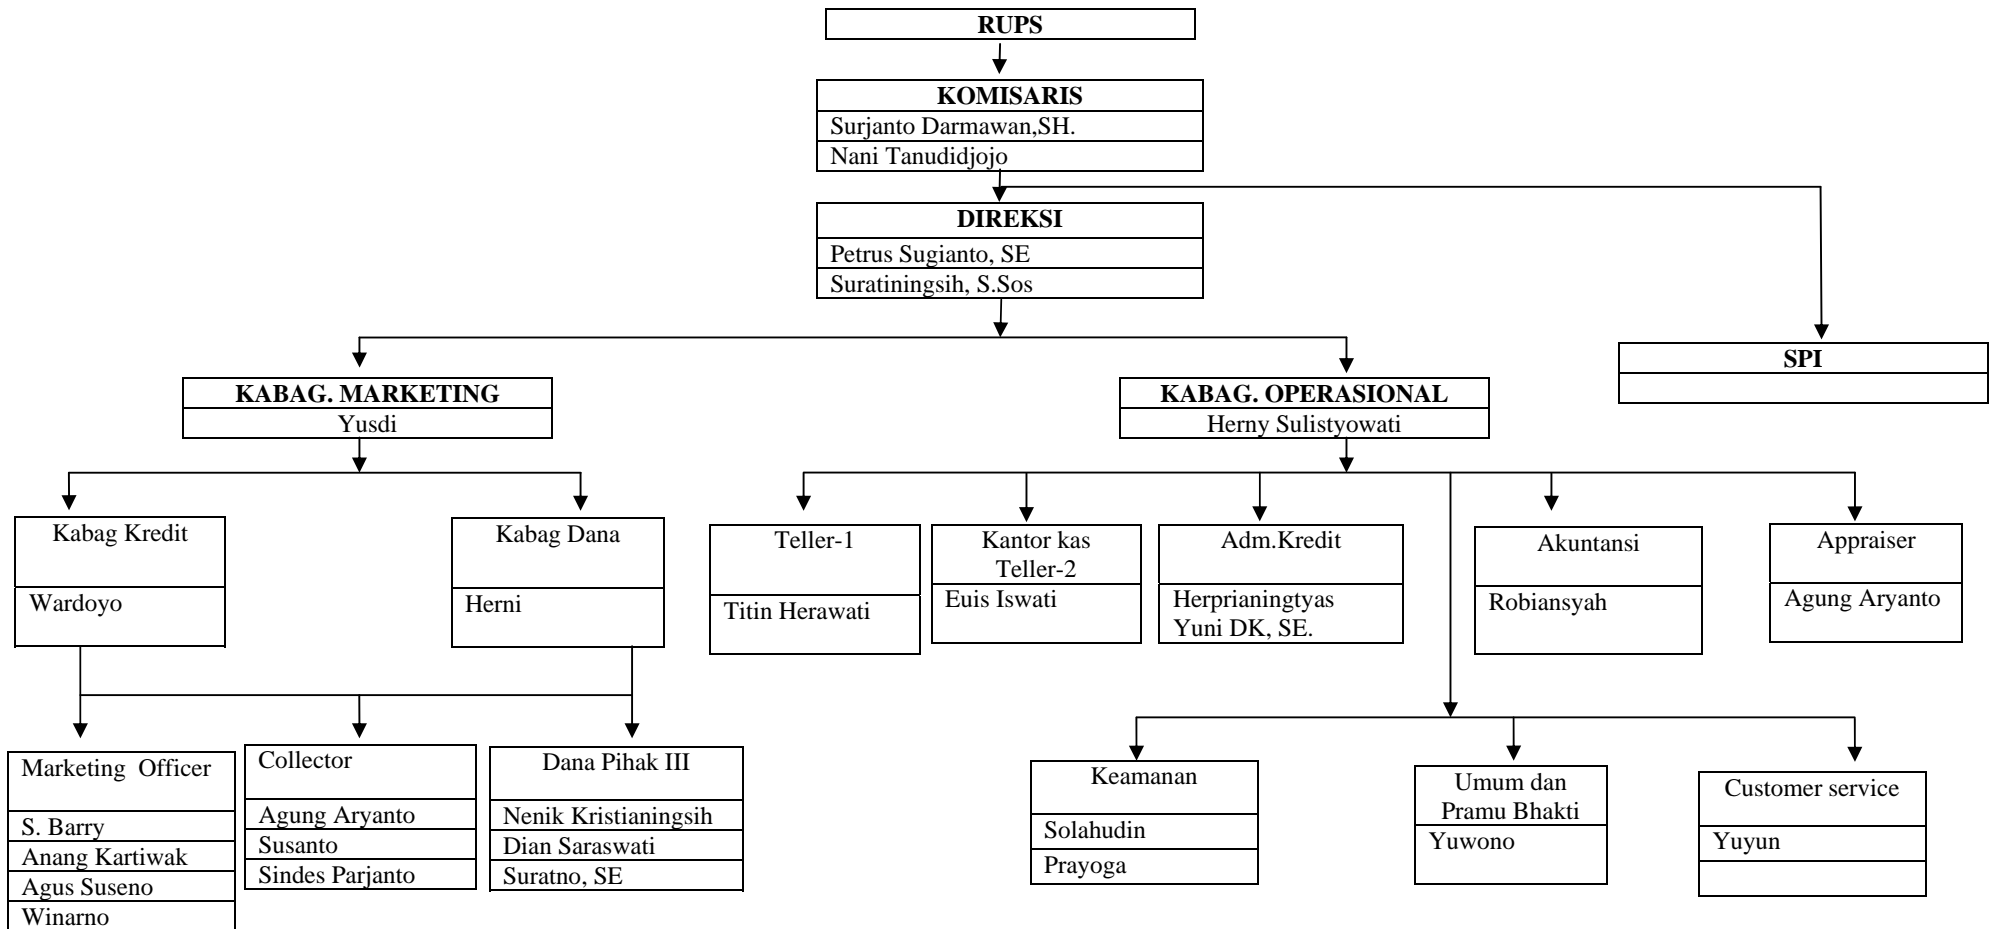 RUPS
KOMISARIS
Surjanto Darmawan,SH.
Nani Tanudidjojo
DIREKSI
Petrus Sugianto, SE
Suratiningsih, S.Sos
SPI
KABAG. MARKETING
Yusdi
KABAG. OPERASIONAL
Herny Sulistyowati
Kabag Kredit
Wardoyo
Kabag Dana
Herni
Teller-1
Titin Herawati
Kantor kas
Teller-2
Euis Iswati
Adm.Kredit
Herprianingtyas
Yuni DK, SE.
Akuntansi
Robiansyah
Appraiser
Agung Aryanto
Marketing  Officer
S. Barry
Anang Kartiwak
Agus Suseno
Winarno
Collector
Agung Aryanto
Susanto
Sindes Parjanto
Dana Pihak III
Nenik Kristianingsih
Dian Saraswati
Suratno, SE
Keamanan
Solahudin
Prayoga
Umum dan
Pramu Bhakti
Yuwono
Customer service
Yuyun